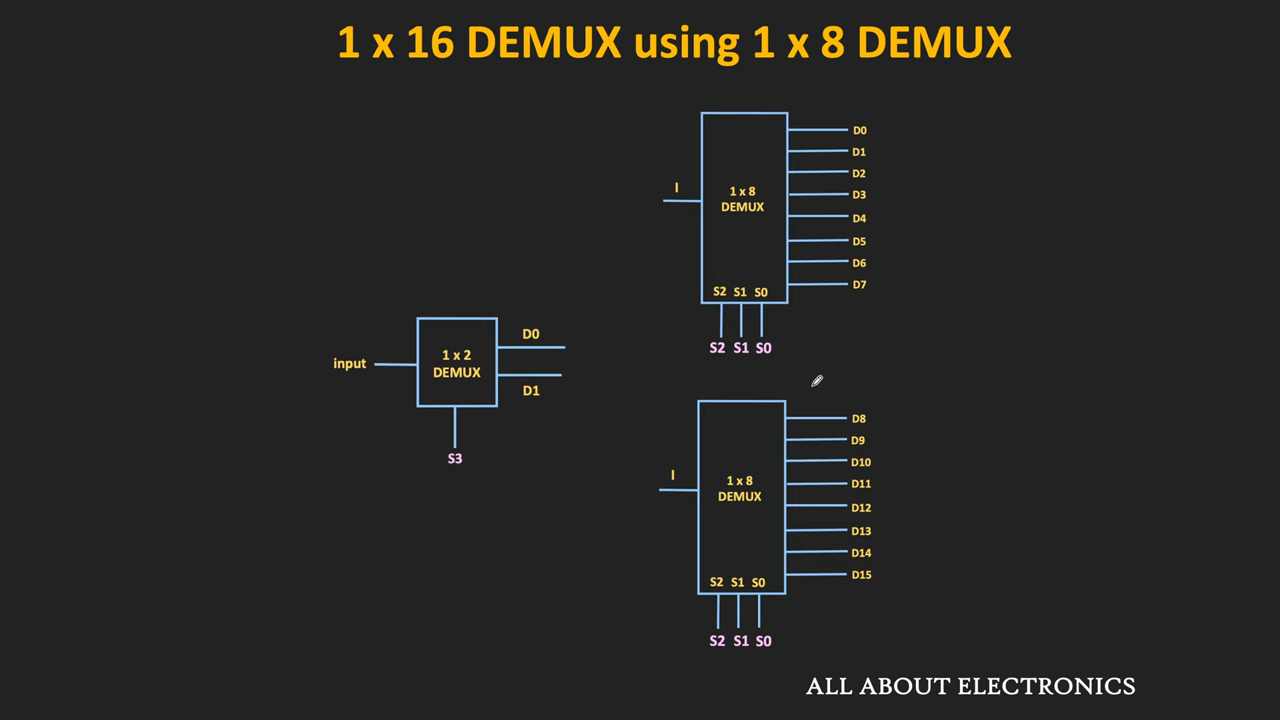 1 x 16 DEMUX using 1 x 8 DEMUX
I
1 x 8
DEMUX
S2 S1 S0
S2 S1 S0
D0
D1
D2
D3
D4
D5
D6
D7
input
1 x 2
DEMUX
D0
D1
S3
I
1 x 8
DEMUX
S2 S1 S0
S2 S1 S0
D8
D9
D10
D11
D12
D13
D14
D15
ALL ABOUT ELECTRONICS